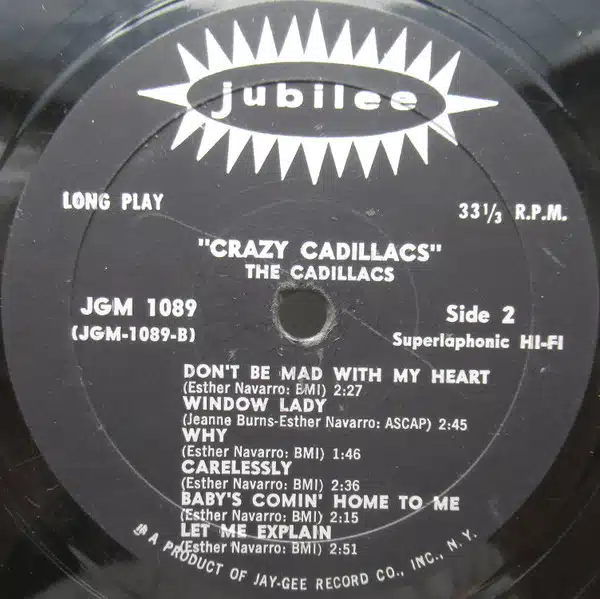 jubilee
LONG PLAY
33 1/3 R.P.M.
"CRAZY CADILLACS"
THE CADILLACS
JGM 1089
(JGM-1089-B)
Side 2
Superläphonic HI-FI
DON'T BE MAD WITH MY HEART
(Esther Navarro: BMI) 2:27
WINDOW LADY
(Jeanne Burns-Esther Navarro: ASCAP) 2:45
WHY
(Esther Navarro: BMI) 1:46
CARELESSLY
(Esther Navarro: BMI) 2:36
BABY'S COMIN' HOME TO ME
(Esther Navarro: BMI) 2:15
LET ME EXPLAIN
(Esther Navarro: BMI) 2:51
A PRODUCT OF JAY-GEE RECORD CO., INC., N. Y.